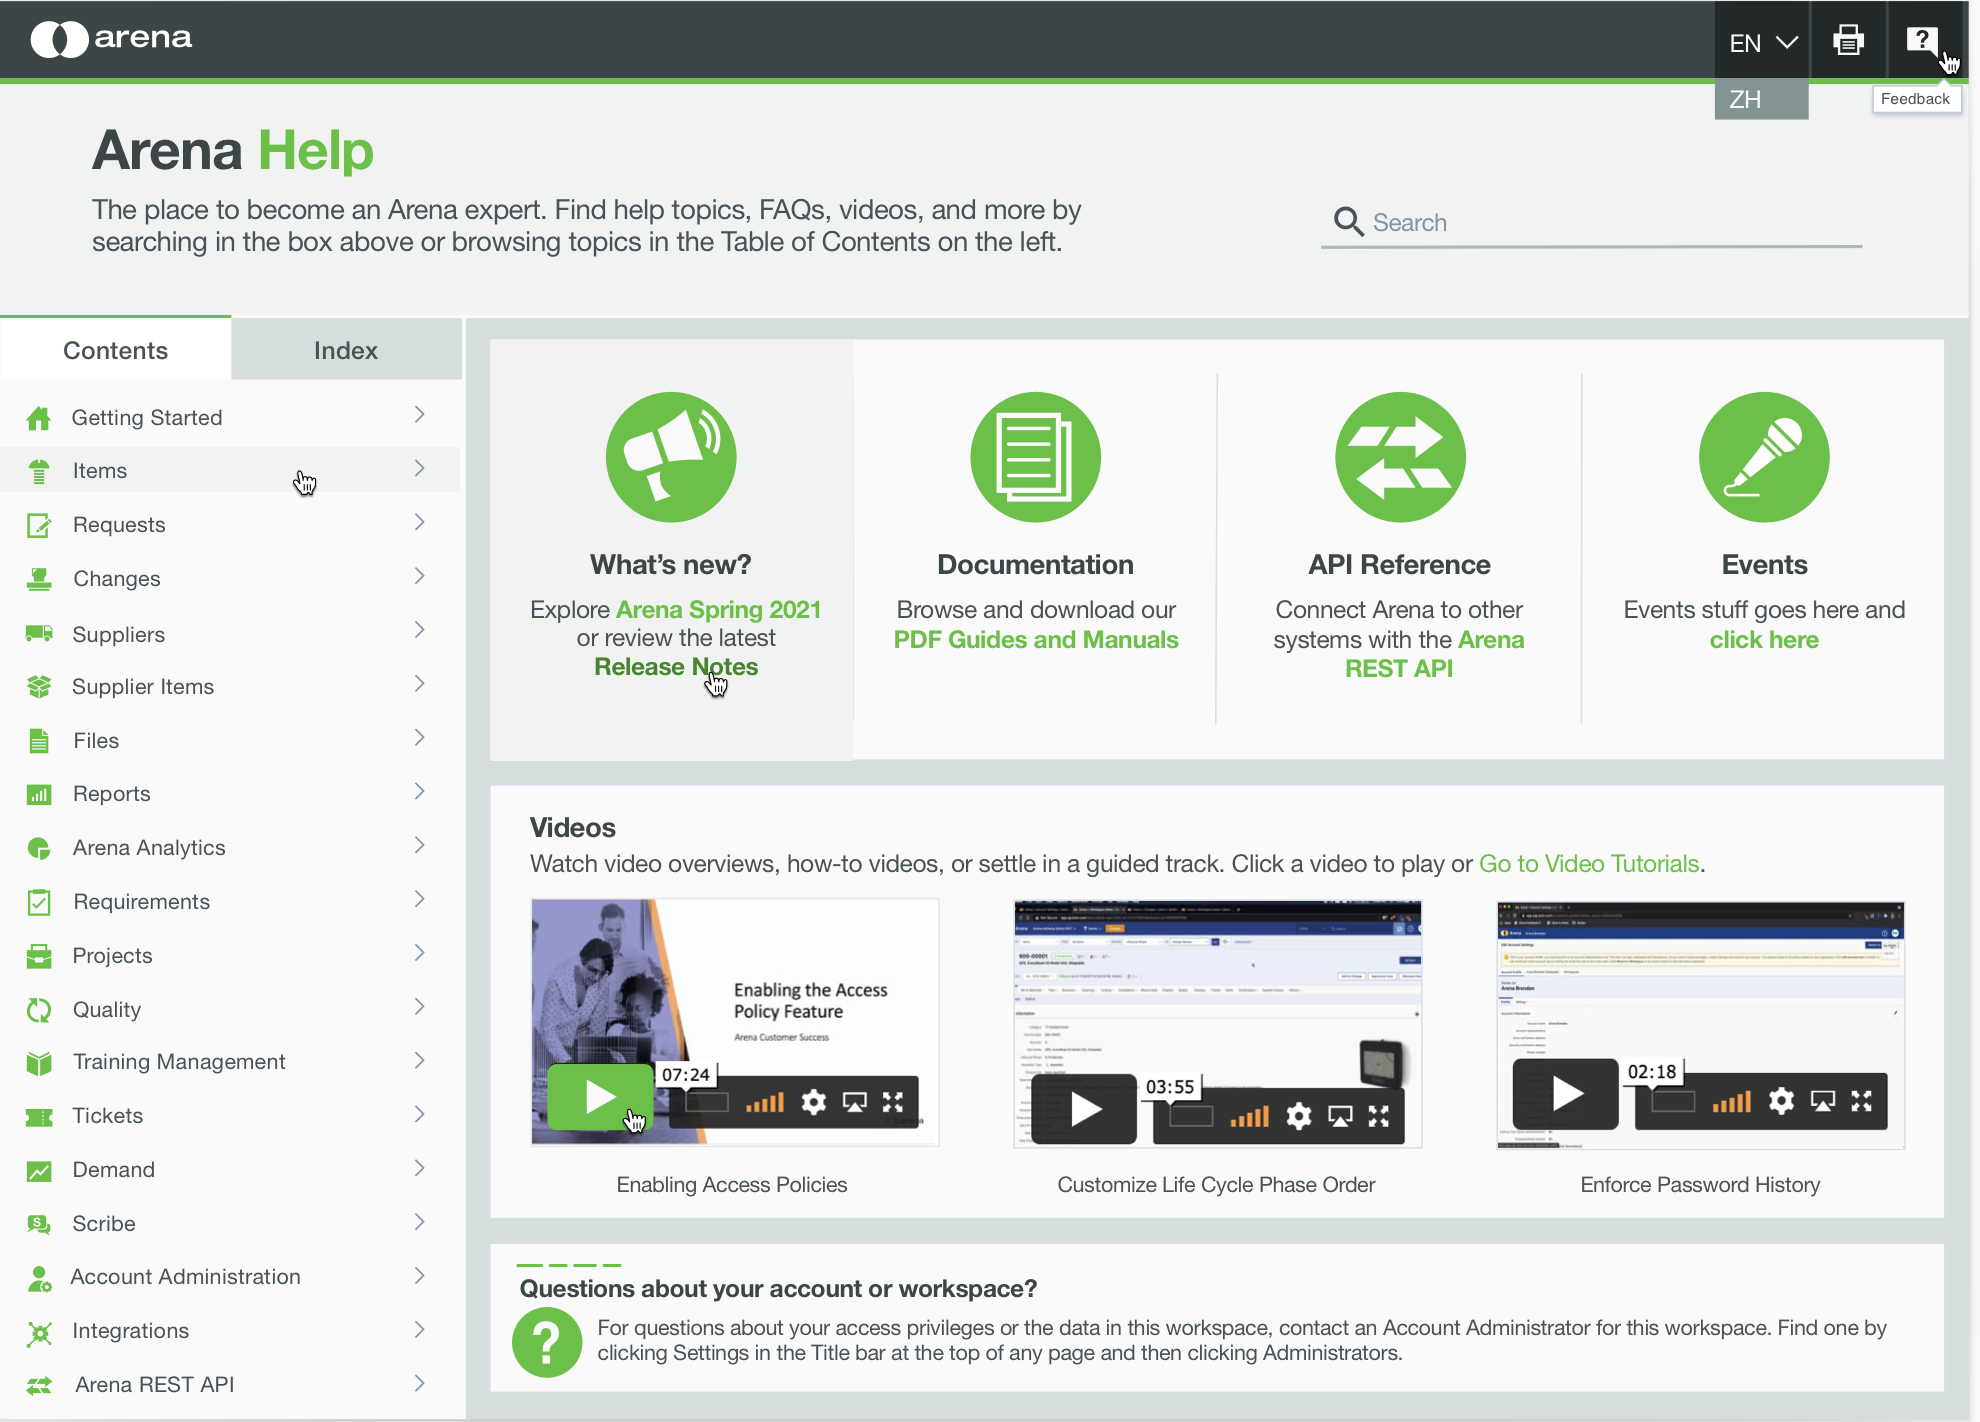 arena
EN
ZH
Feedback
Arena Help
The place to become an Arena expert. Find help topics, FAQs, videos, and more by
searching in the box above or browsing topics in the Table of Contents on the left.
Search
Contents
Index
Getting Started
Items
Requests
Changes
Suppliers
Supplier Items
Files
Reports
Arena Analytics
Requirements
Projects
Quality
Training Management
Tickets
Demand
Scribe
Account Administration
Integrations
Arena REST API
What's new?
Explore Arena Spring 2021
or review the latest
Release Notes
Documentation
Browse and download our
PDF Guides and Manuals
API Reference
Connect Arena to other
systems with the Arena
REST API
Events
Events stuff goes here and
click here
Videos
Watch video overviews, how-to videos, or settle in a guided track. Click a video to play or Go to Video Tutorials.
Enabling the Access
Policy Feature
Arena Customer Success
07:24
Enabling Access Policies
900-00001
03:55
Customize Life Cycle Phase Order
Arena Brendan
02:18
Enforce Password History
Questions about your account or workspace?
?
For questions about your access privileges or the data in this workspace, contact an Account Administrator for this workspace. Find one by
clicking Settings in the Title bar at the top of any page and then clicking Administrators.